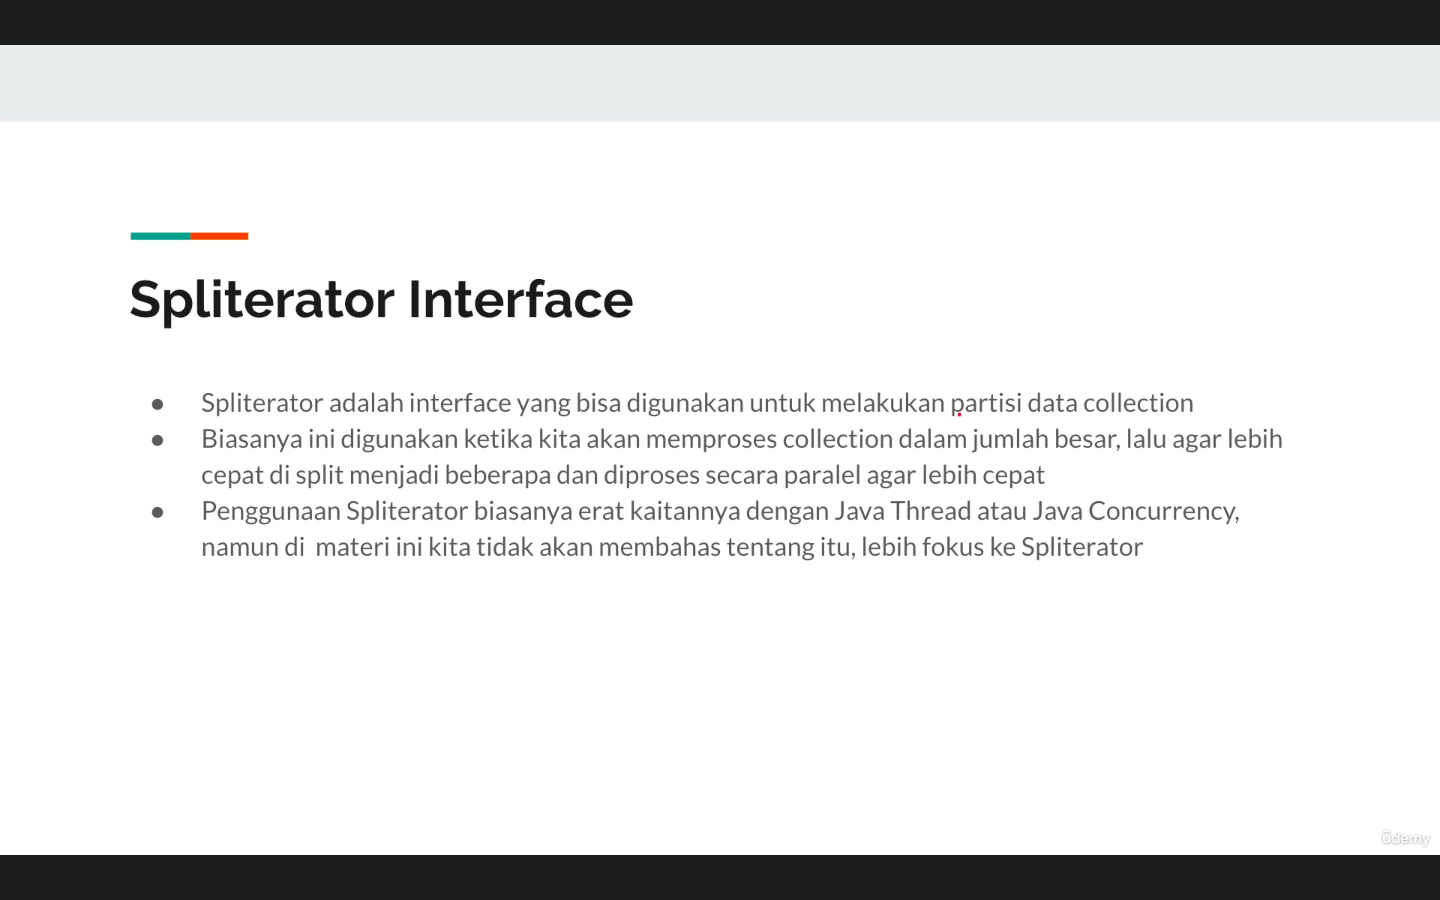 Spliterator Interface
● Spliterator adalah interface yang bisa digunakan untuk melakukan partisi data collection
● Biasanya ini digunakan ketika kita akan memproses collection dalam jumlah besar, lalu agar lebih
cepat di split menjadi beberapa dan diproses secara paralel agar lebih cepat
● Penggunaan Spliterator biasanya erat kaitannya dengan Java Thread atau Java Concurrency,
namun di  materi ini kita tidak akan membahas tentang itu, lebih fokus ke Spliterator
ûdemy